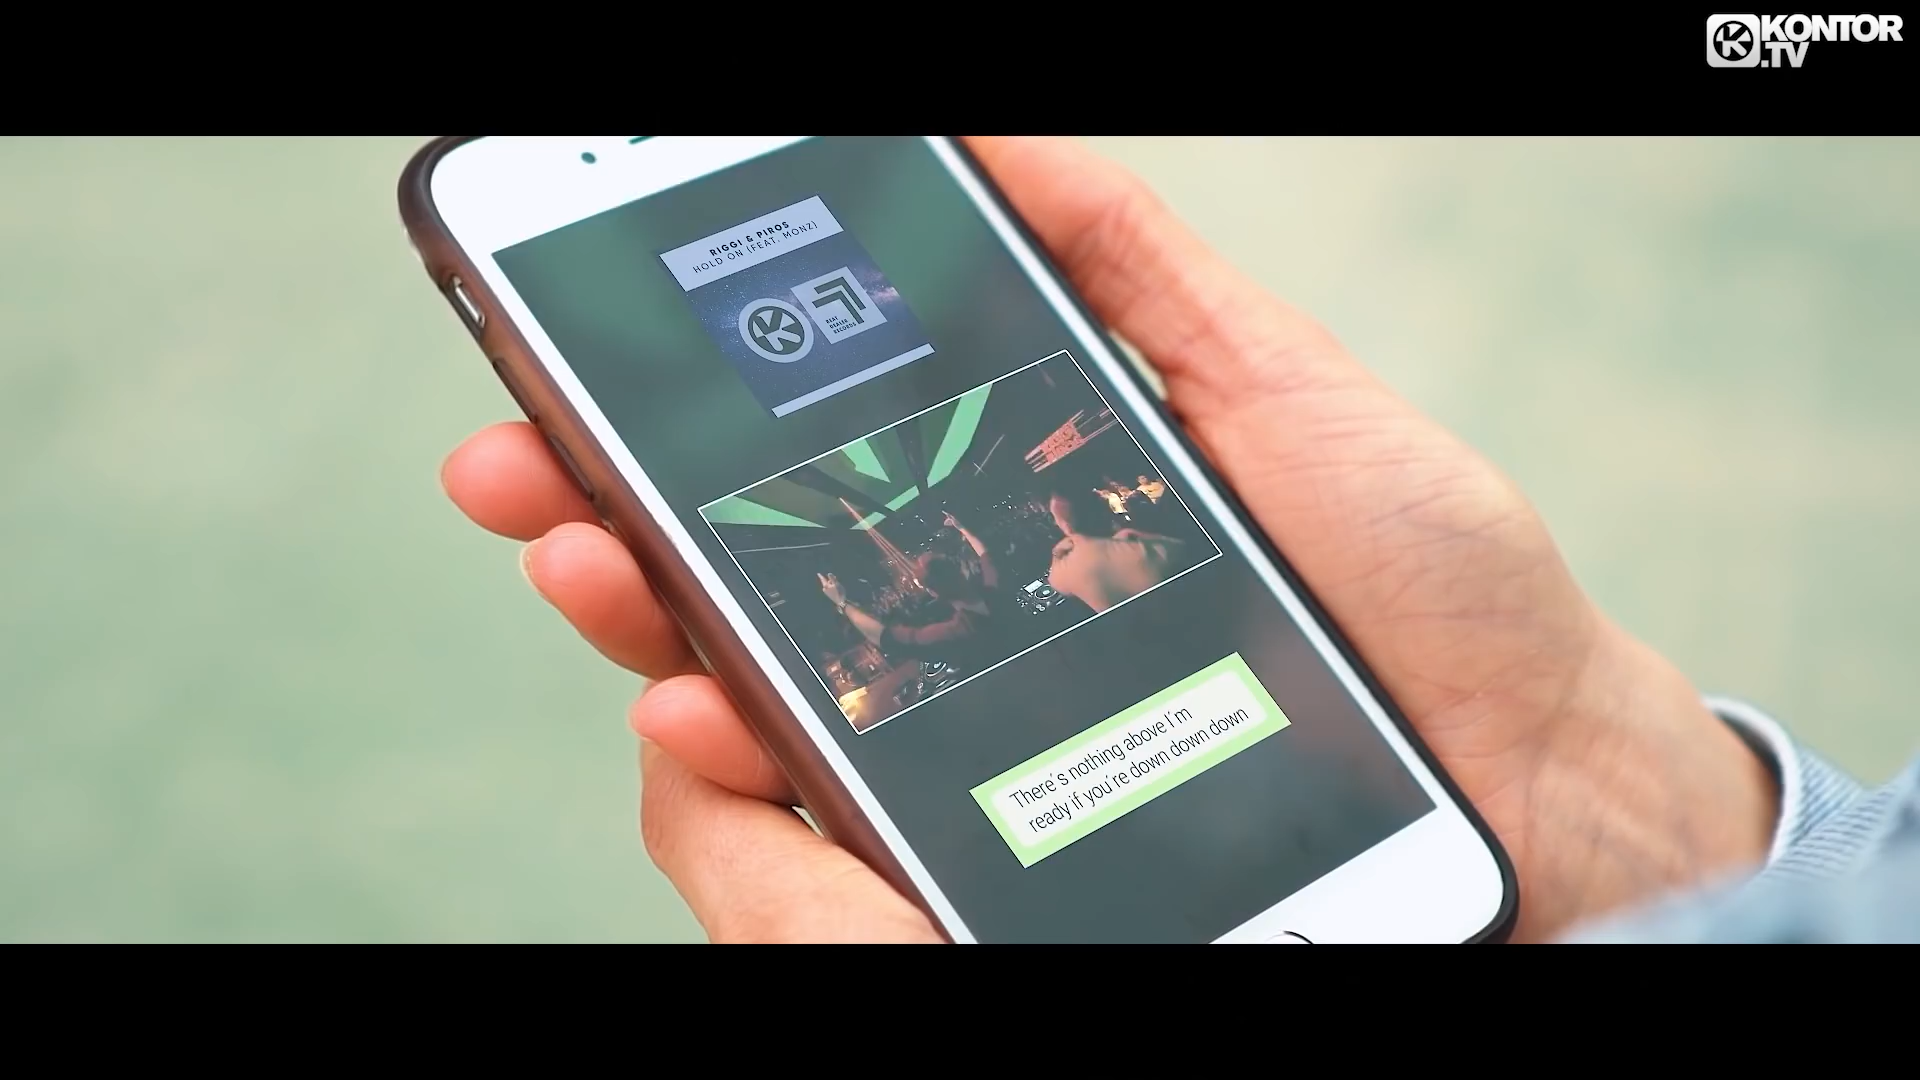 KONTOR
.TV
RIGGI & PIROS
HOLD ON (FEAT. MONZ)
BEAT
DEALER
RECORDS
There's nothing above I'm
ready if you're down down down